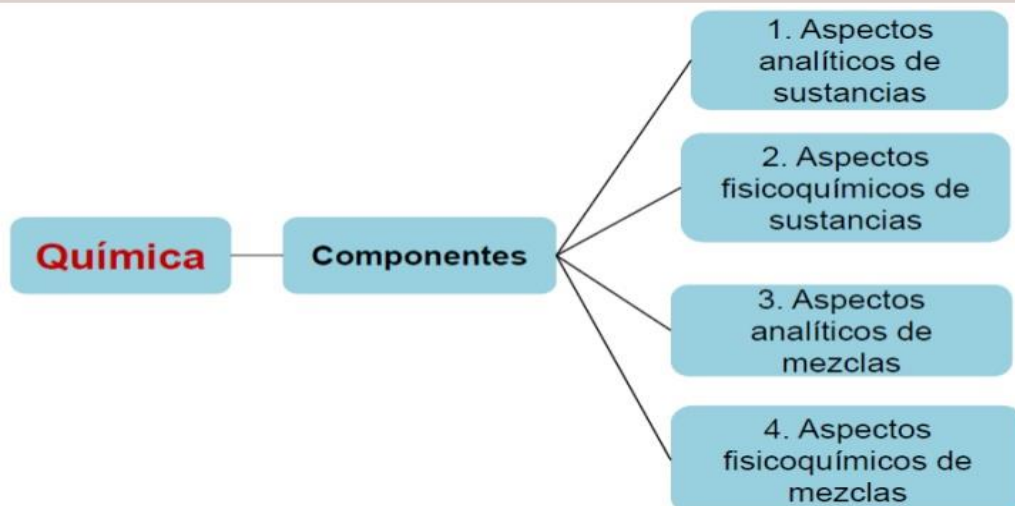 Química
Componentes
1. Aspectos
analíticos de
sustancias
2. Aspectos
fisicoquímicos de
sustancias
3. Aspectos
analíticos de
mezclas
4. Aspectos
fisicoquímicos de
mezclas